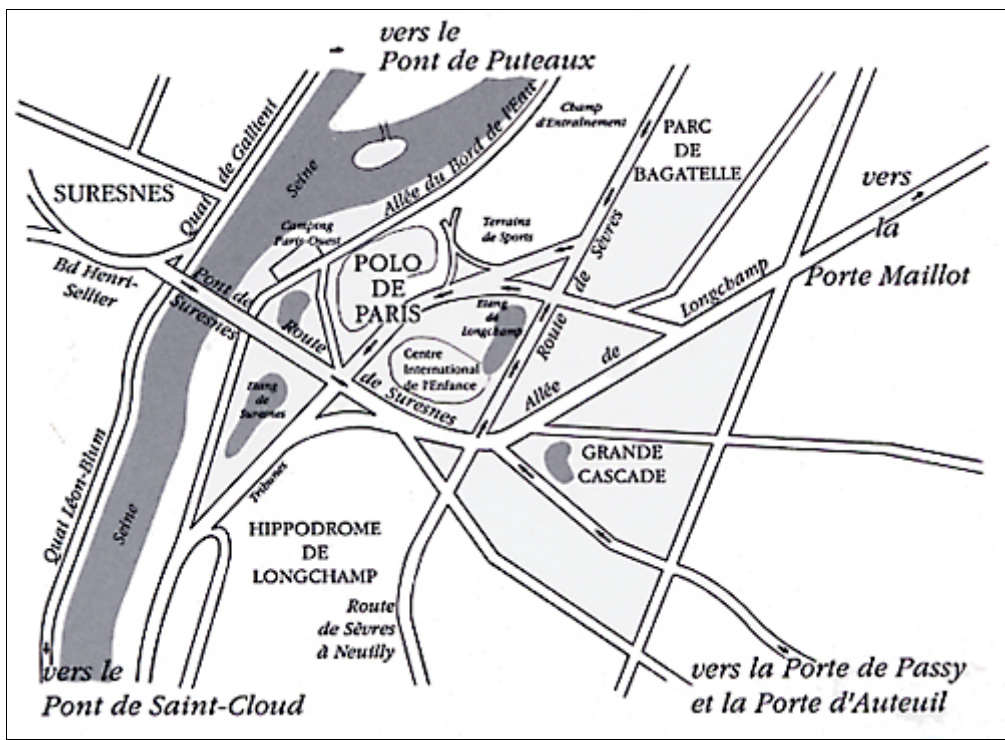 vers le
Pont de Puteaux
Quai
de Gallieni
Seine
Allée du Bord de l'Eau
Champ
d'Entraînement
PARC
DE
BAGATELLE
vers
la
Porte Maillot
SURESNES
Camping
Paris-Ouest
Terrains
de Sports
POLO
DE
PARIS
Bd Henri-
Sellier
Pont de
Suresnes
Route
de Suresnes
Etang
de
Longchamp
Route
de Sèvres
Allée
de
Longchamp
Centre
International
de l'Enfance
Etang
de
Suresnes
GRANDE
CASCADE
Tribunes
Quai Léon-Blum
Seine
HIPPODROME
DE
LONGCHAMP
Route
de Sèvres
à Neuilly
vers le
Pont de Saint-Cloud
vers la Porte de Passy
et la Porte d'Auteuil